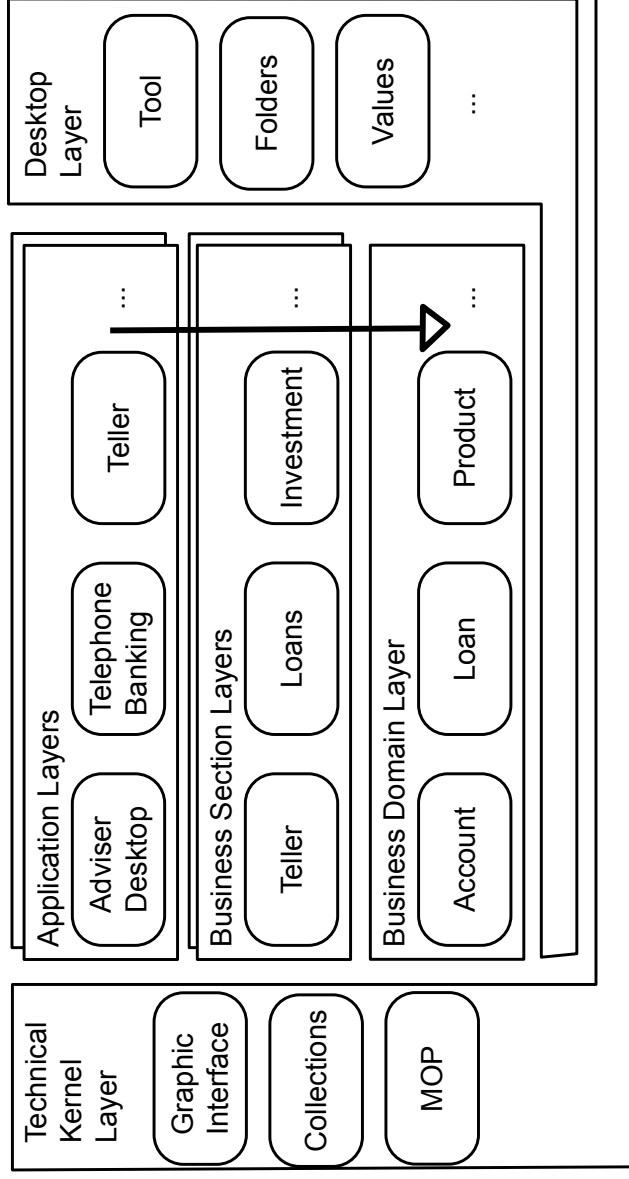 Technical
Kernel
Layer
Graphic
Interface
Collections
MOP
Application Layers
Adviser
Desktop
Telephone
Banking
Teller
...
Business Section Layers
Teller
Loans
Investment
...
Business Domain Layer
Account
Loan
Product
...
Desktop
Layer
Tool
Folders
Values
...